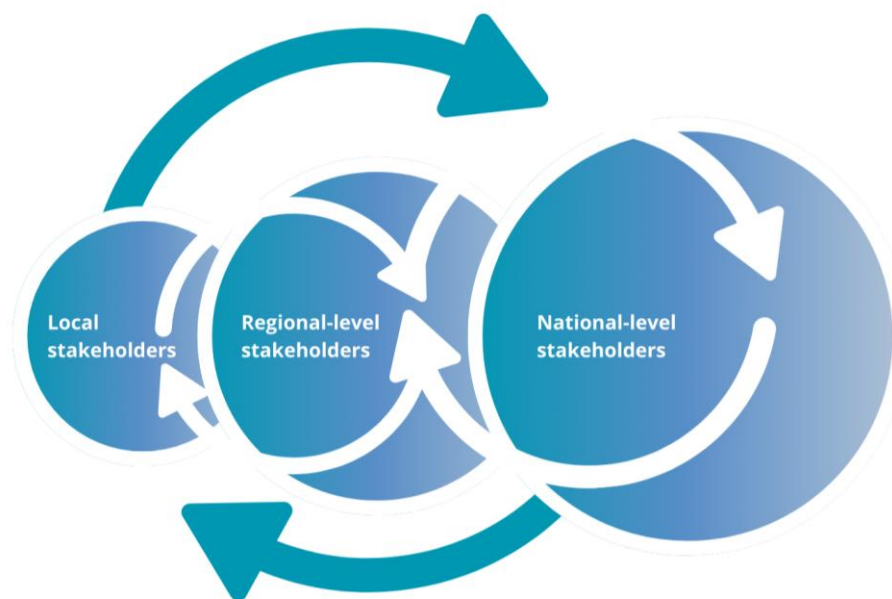 Local
stakeholders
Regional-level
stakeholders
National-level
stakeholders